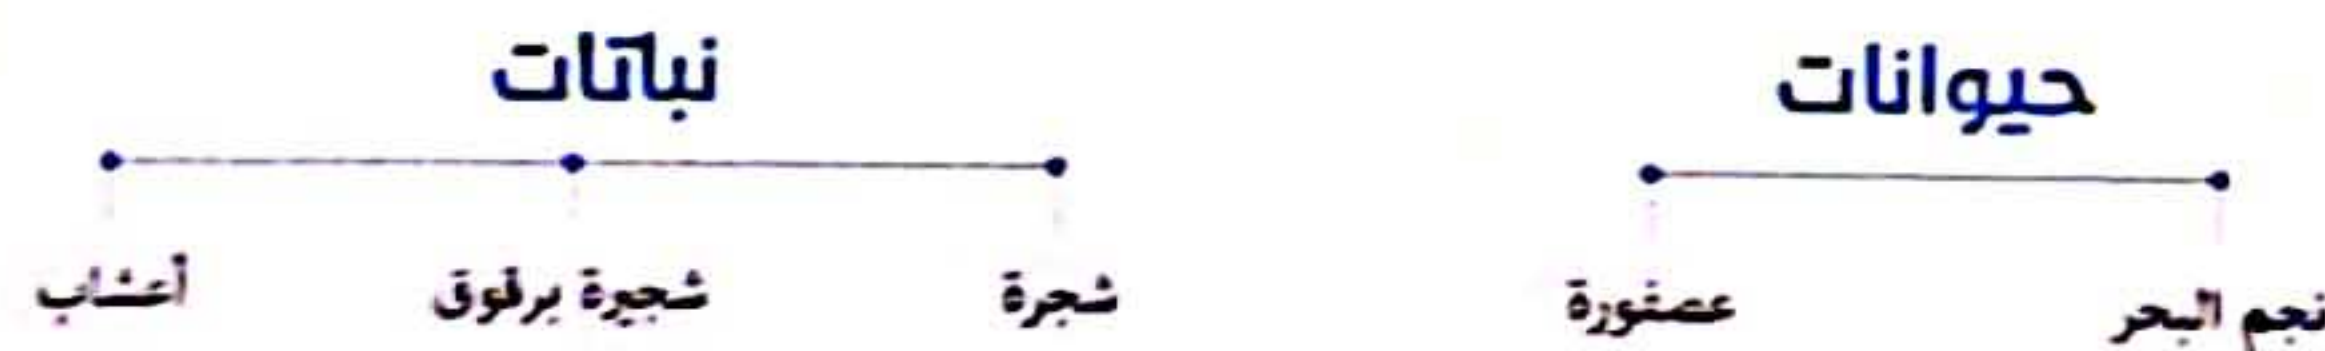 حيوانات
نباتات
نجم البحر
عصفورة
شجرة
شجيرة برقوق
أعشاب